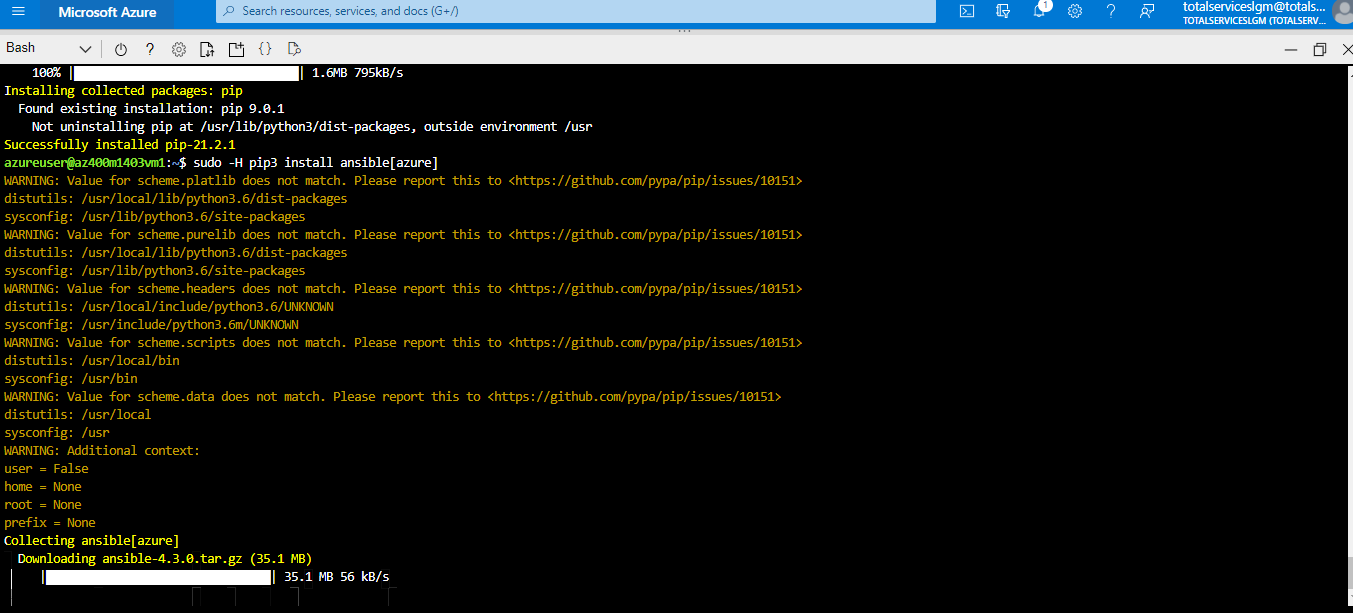 Microsoft Azure
Search resources, services, and docs (G+/)
1
totalserviceslgm@totals...
TOTALSERVICESLGM (TOTALSERV...
Bash
100% | | 1.6MB 795kB/s
Installing collected packages: pip
Found existing installation: pip 9.0.1
Not uninstalling pip at /usr/lib/python3/dist-packages, outside environment /usr
Successfully installed pip-21.2.1
azureuser@az400m1403vm1:~$ sudo -H pip3 install ansible[azure]
WARNING: Value for scheme.platlib does not match. Please report this to <https://github.com/pypa/pip/issues/10151>
distutils: /usr/local/lib/python3.6/dist-packages
sysconfig: /usr/lib/python3.6/site-packages
WARNING: Value for scheme.purelib does not match. Please report this to <https://github.com/pypa/pip/issues/10151>
distutils: /usr/local/lib/python3.6/dist-packages
sysconfig: /usr/lib/python3.6/site-packages
WARNING: Value for scheme.headers does not match. Please report this to <https://github.com/pypa/pip/issues/10151>
distutils: /usr/local/include/python3.6/UNKNOWN
sysconfig: /usr/include/python3.6m/UNKNOWN
WARNING: Value for scheme.scripts does not match. Please report this to <https://github.com/pypa/pip/issues/10151>
distutils: /usr/local/bin
sysconfig: /usr/bin
WARNING: Value for scheme.data does not match. Please report this to <https://github.com/pypa/pip/issues/10151>
distutils: /usr/local
sysconfig: /usr
WARNING: Additional context:
user = False
home = None
root = None
prefix = None
Collecting ansible[azure]
Downloading ansible-4.3.0.tar.gz (35.1 MB)
| | 35.1 MB 56 kB/s